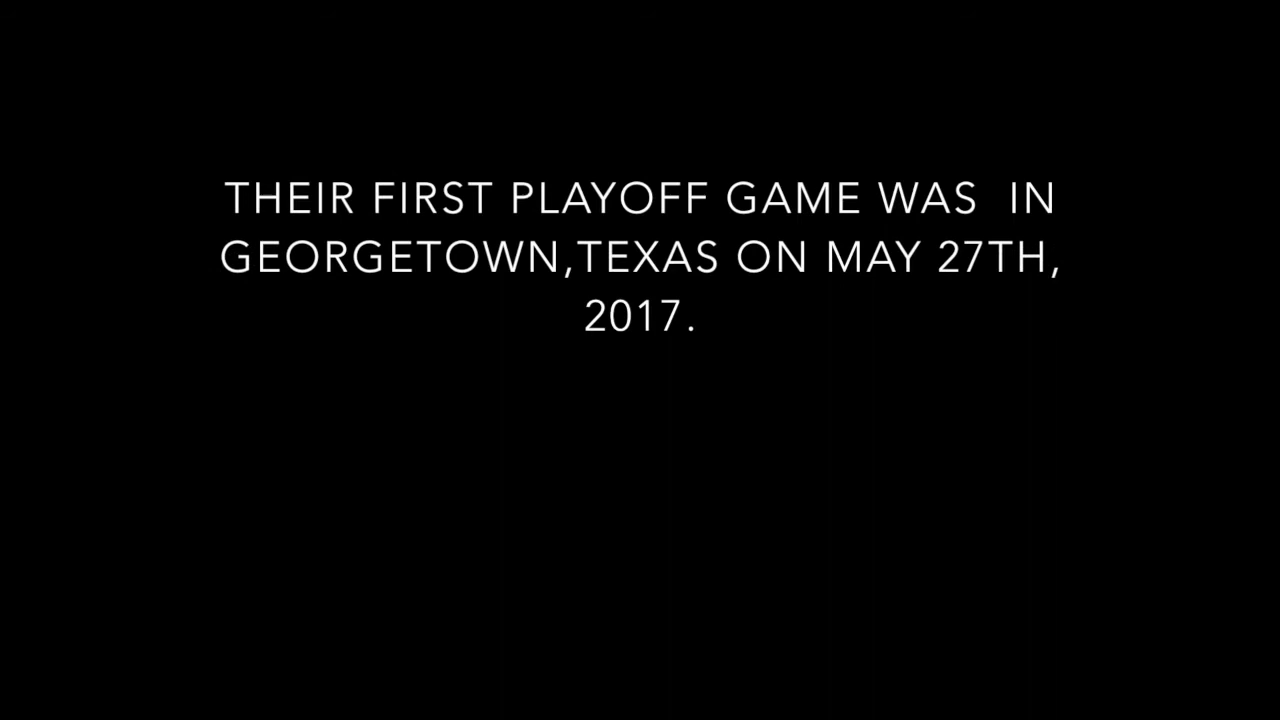 THEIR FIRST PLAYOFF GAME WAS  IN
GEORGETOWN,TEXAS ON MAY 27TH,
2017.